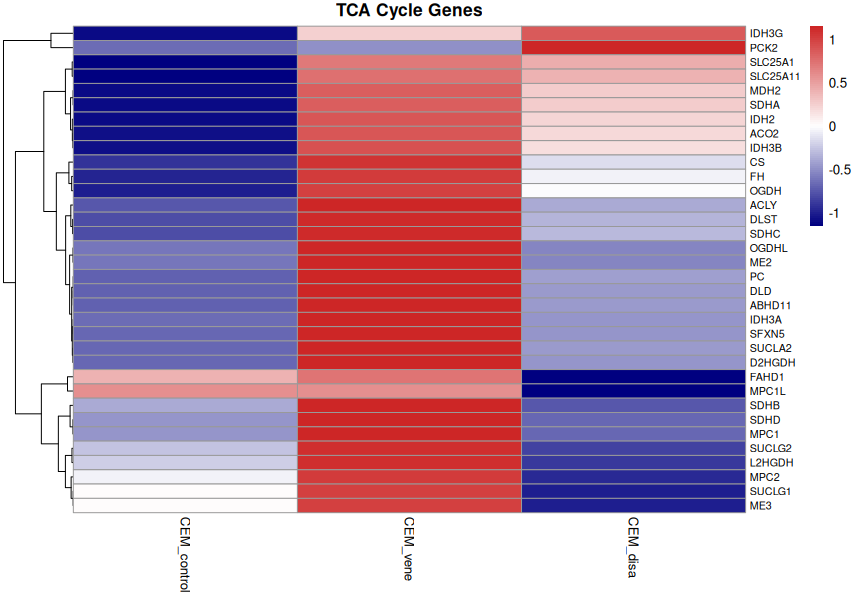 TCA Cycle Genes
IDH3G
PCK2
SLC25A1
SLC25A11
MDH2
SDHA
IDH2
ACO2
IDH3B
CS
FH
OGDH
ACLY
DLST
SDHC
OGDHL
ME2
PC
DLD
ABHD11
IDH3A
SFXN5
SUCLA2
D2HGDH
FAHD1
MPC1L
SDHB
SDHD
MPC1
SUCLG2
L2HGDH
MPC2
SUCLG1
ME3
1
0.5
0
-0.5
-1
CEM_control
CEM_vene
CEM_disa